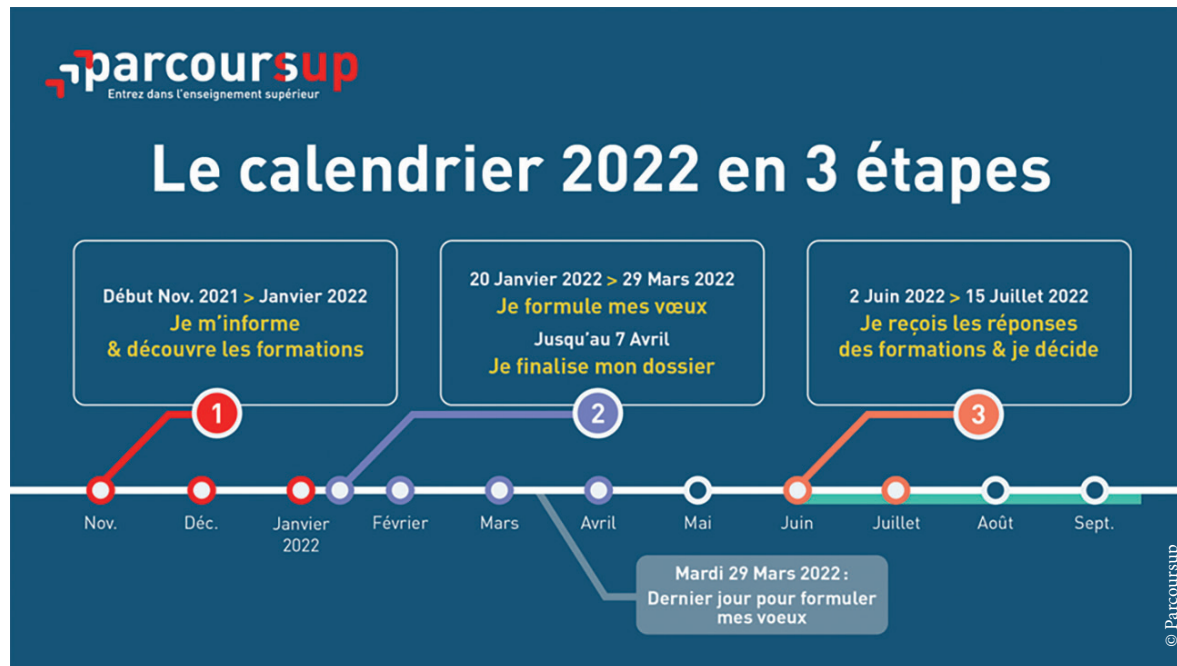 parcoursup
Entrez dans l'enseignement supérieur
Le calendrier 2022 en 3 étapes
Début Nov. 2021 > Janvier 2022
Je m'informe
& découvre les formations
1
20 Janvier 2022 > 29 Mars 2022
Je formule mes vœux
Jusqu'au 7 Avril
Je finalise mon dossier
2
2 Juin 2022 > 15 Juillet 2022
Je reçois les réponses
des formations & je décide
3
Nov.
Déc.
Janvier
2022
Février
Mars
Avril
Mai
Juin
Juillet
Août
Sept.
Mardi 29 Mars 2022 :
Dernier jour pour formuler
mes voeux
© Parcoursup